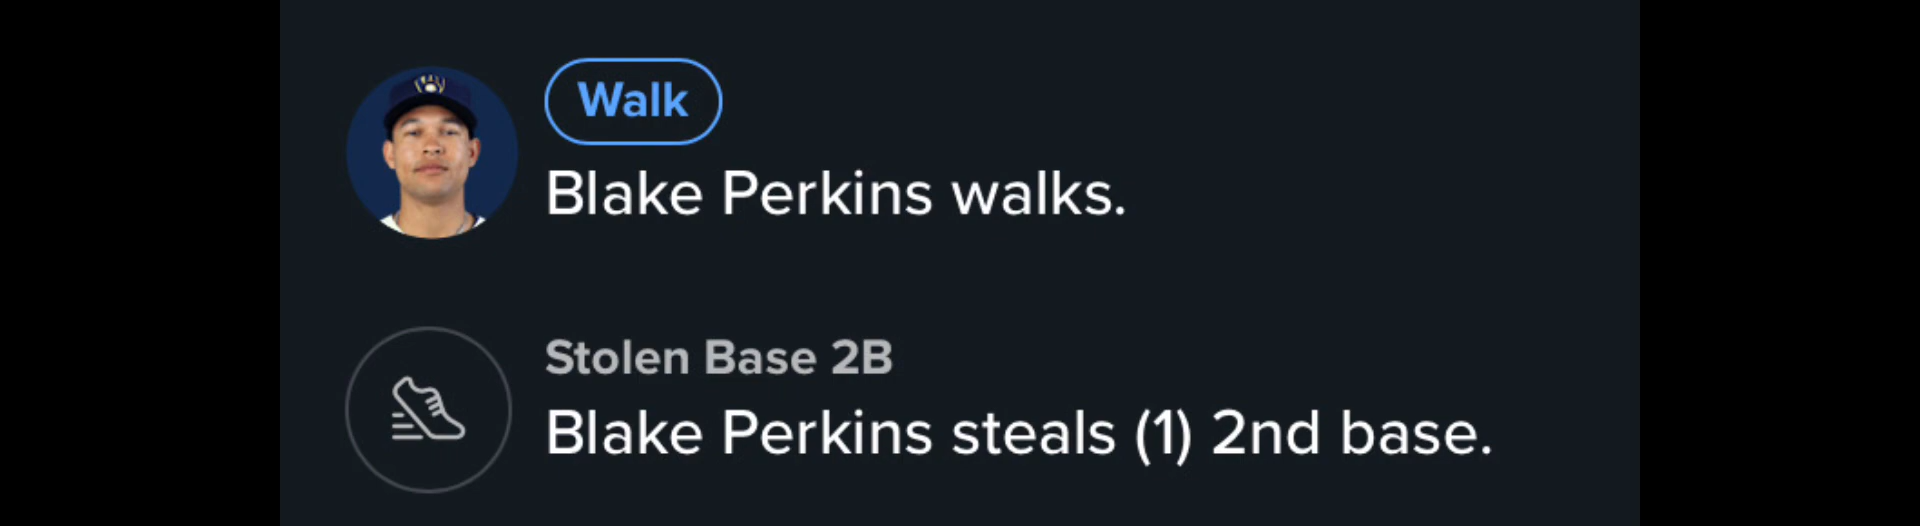 Walk
Blake Perkins walks.
Stolen Base 2B
Blake Perkins steals (1) 2nd base.